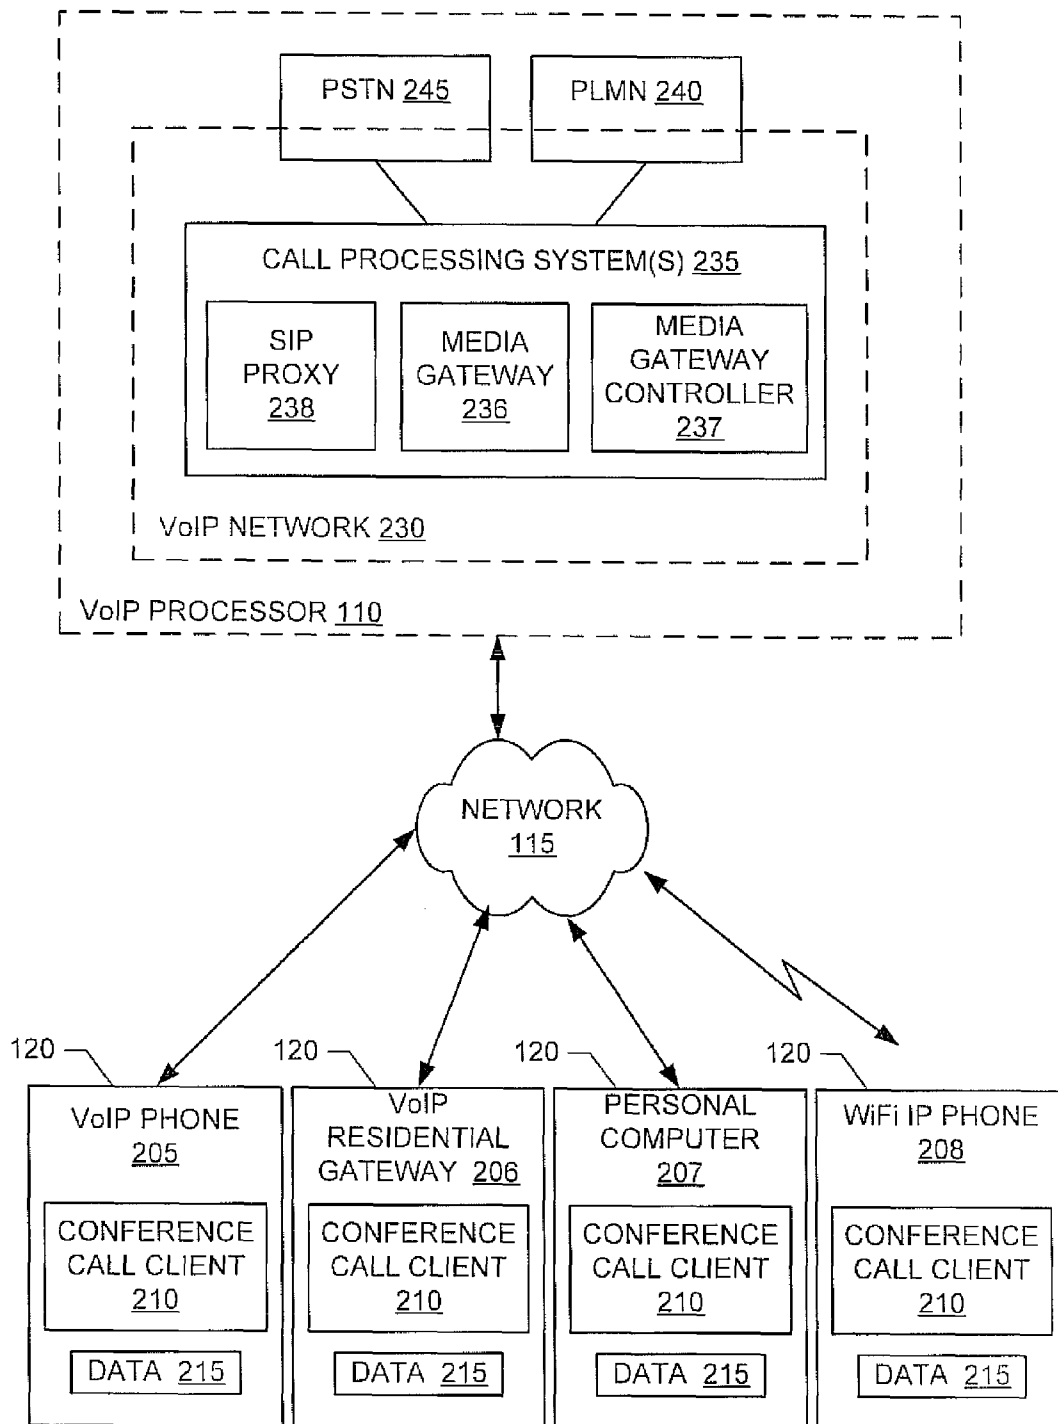 PSTN 245
PLMN 240
CALL PROCESSING SYSTEM(S) 235
SIP
PROXY
238
MEDIA
GATEWAY
236
MEDIA
GATEWAY
CONTROLLER
237
VoIP NETWORK 230
VoIP PROCESSOR 110
NETWORK
115
120
VoIP PHONE
205
CONFERENCE
CALL CLIENT
210
DATA 215
120
VoIP
RESIDENTIAL
GATEWAY 206
CONFERENCE
CALL CLIENT
210
DATA 215
120
PERSONAL
COMPUTER
207
CONFERENCE
CALL CLIENT
210
DATA 215
120
WiFi IP PHONE
208
CONFERENCE
CALL CLIENT
210
DATA 215